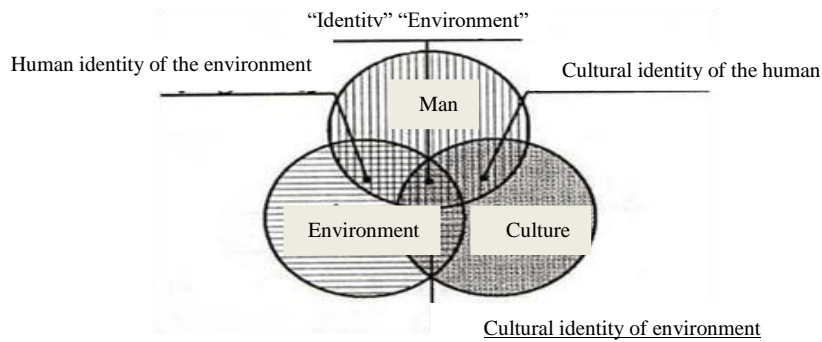 “Identity” “Environment”
Human identity of the environment
Cultural identity of the human
Man
Environment
Culture
Cultural identity of environment